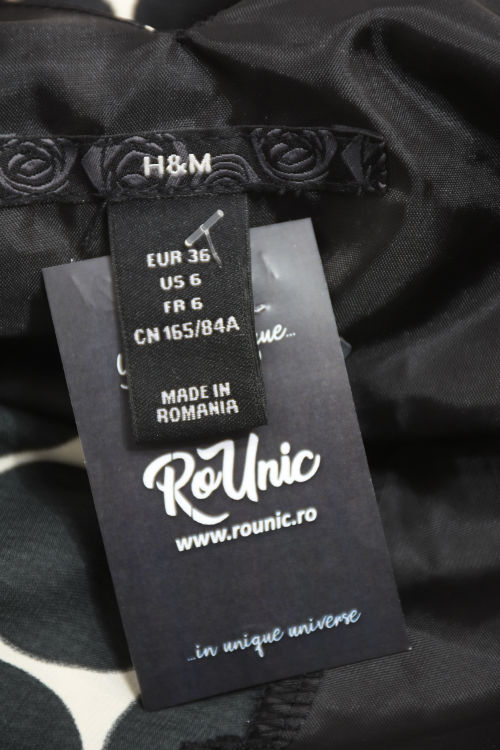 H&M
EUR 36
US 6
FR 6
CN 165/84A
MADE IN
ROMANIA
RoUnic
www.rounic.ro
...in unique universe